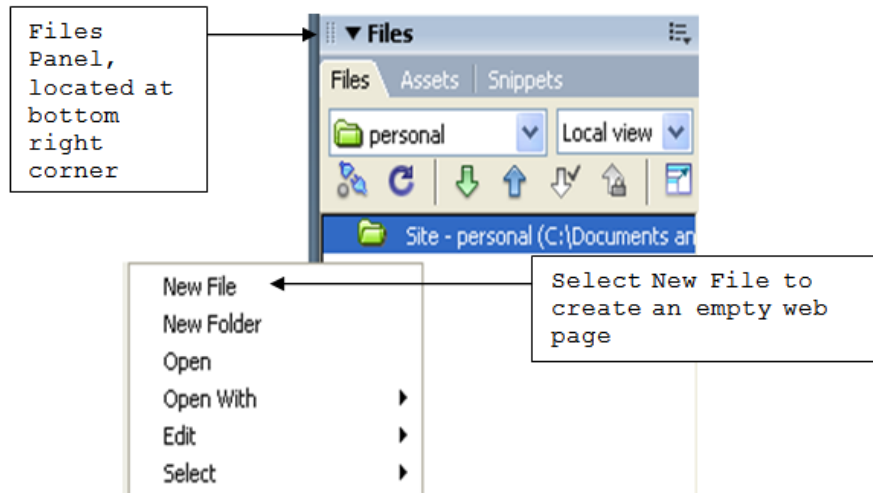 Files
Panel,
located at
bottom
right
corner
Files
Files Assets Snippets
personal Local view
Site - personal (C:\Documents an
New File
New Folder
Open
Open With
Edit
Select
Select New File to
create an empty web
page